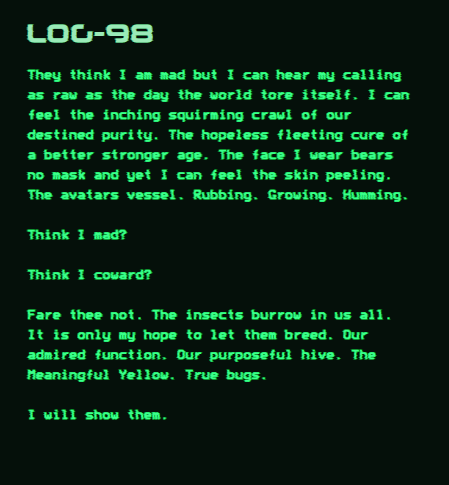 LOG-98
They think I am mad but I can hear my calling
as raw as the day the world tore itself. I can
feel the inching squirming crawl of our
destined purity. The hopeless fleeting cure of
a better stronger age. The face I wear bears
no mask and yet I can feel the skin peeling.
The avatars vessel. Rubbing. Growing. Humming.
Think I mad?
Think I coward?
Fare thee not. The insects burrow in us all.
It is only my hope to let them breed. Our
admired function. Our purposeful hive. The
Meaningful Yellow. True bugs.
I will show them.